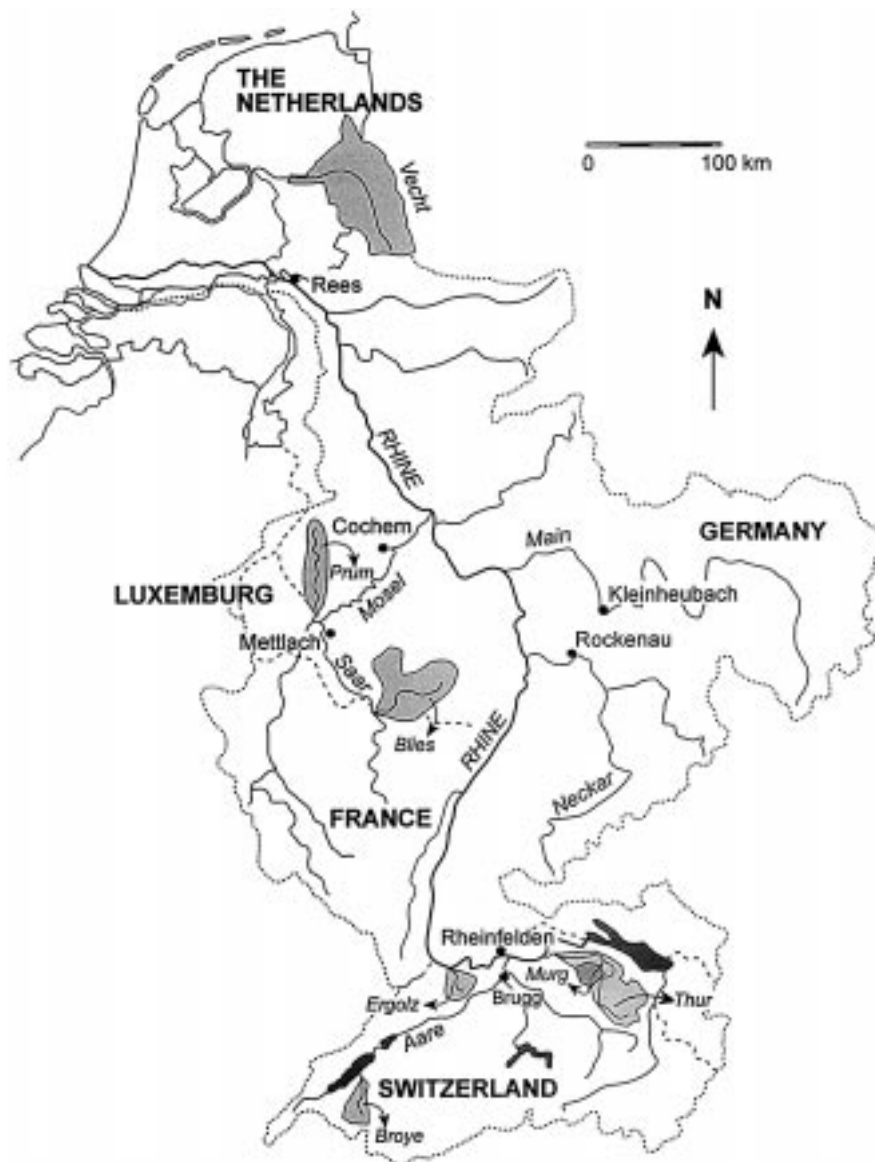 THE
NETHERLANDS
0 100 km
Vecht
Rees
N
RHINE
Cochem
Main
GERMANY
Prüm
Kleinheubach
LUXEMBURG
Mosel
Mettlach
Rockenau
Saar
Blies
RHINE
Neckar
FRANCE
Rheinfelden
Murg
Ergolz
Brugg
Thur
Aare
SWITZERLAND
Broye